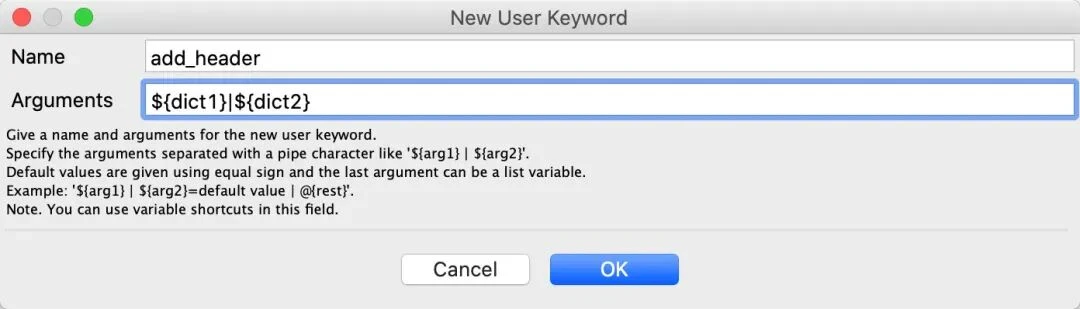 New User Keyword
Name add_header
Arguments ${dict1}|${dict2}
Give a name and arguments for the new user keyword.
Specify the arguments separated with a pipe character like '${arg1} | ${arg2}'.
Default values are given using equal sign and the last argument can be a list variable.
Example: '${arg1} | ${arg2}=default value | @{rest}'.
Note. You can use variable shortcuts in this field.
Cancel OK